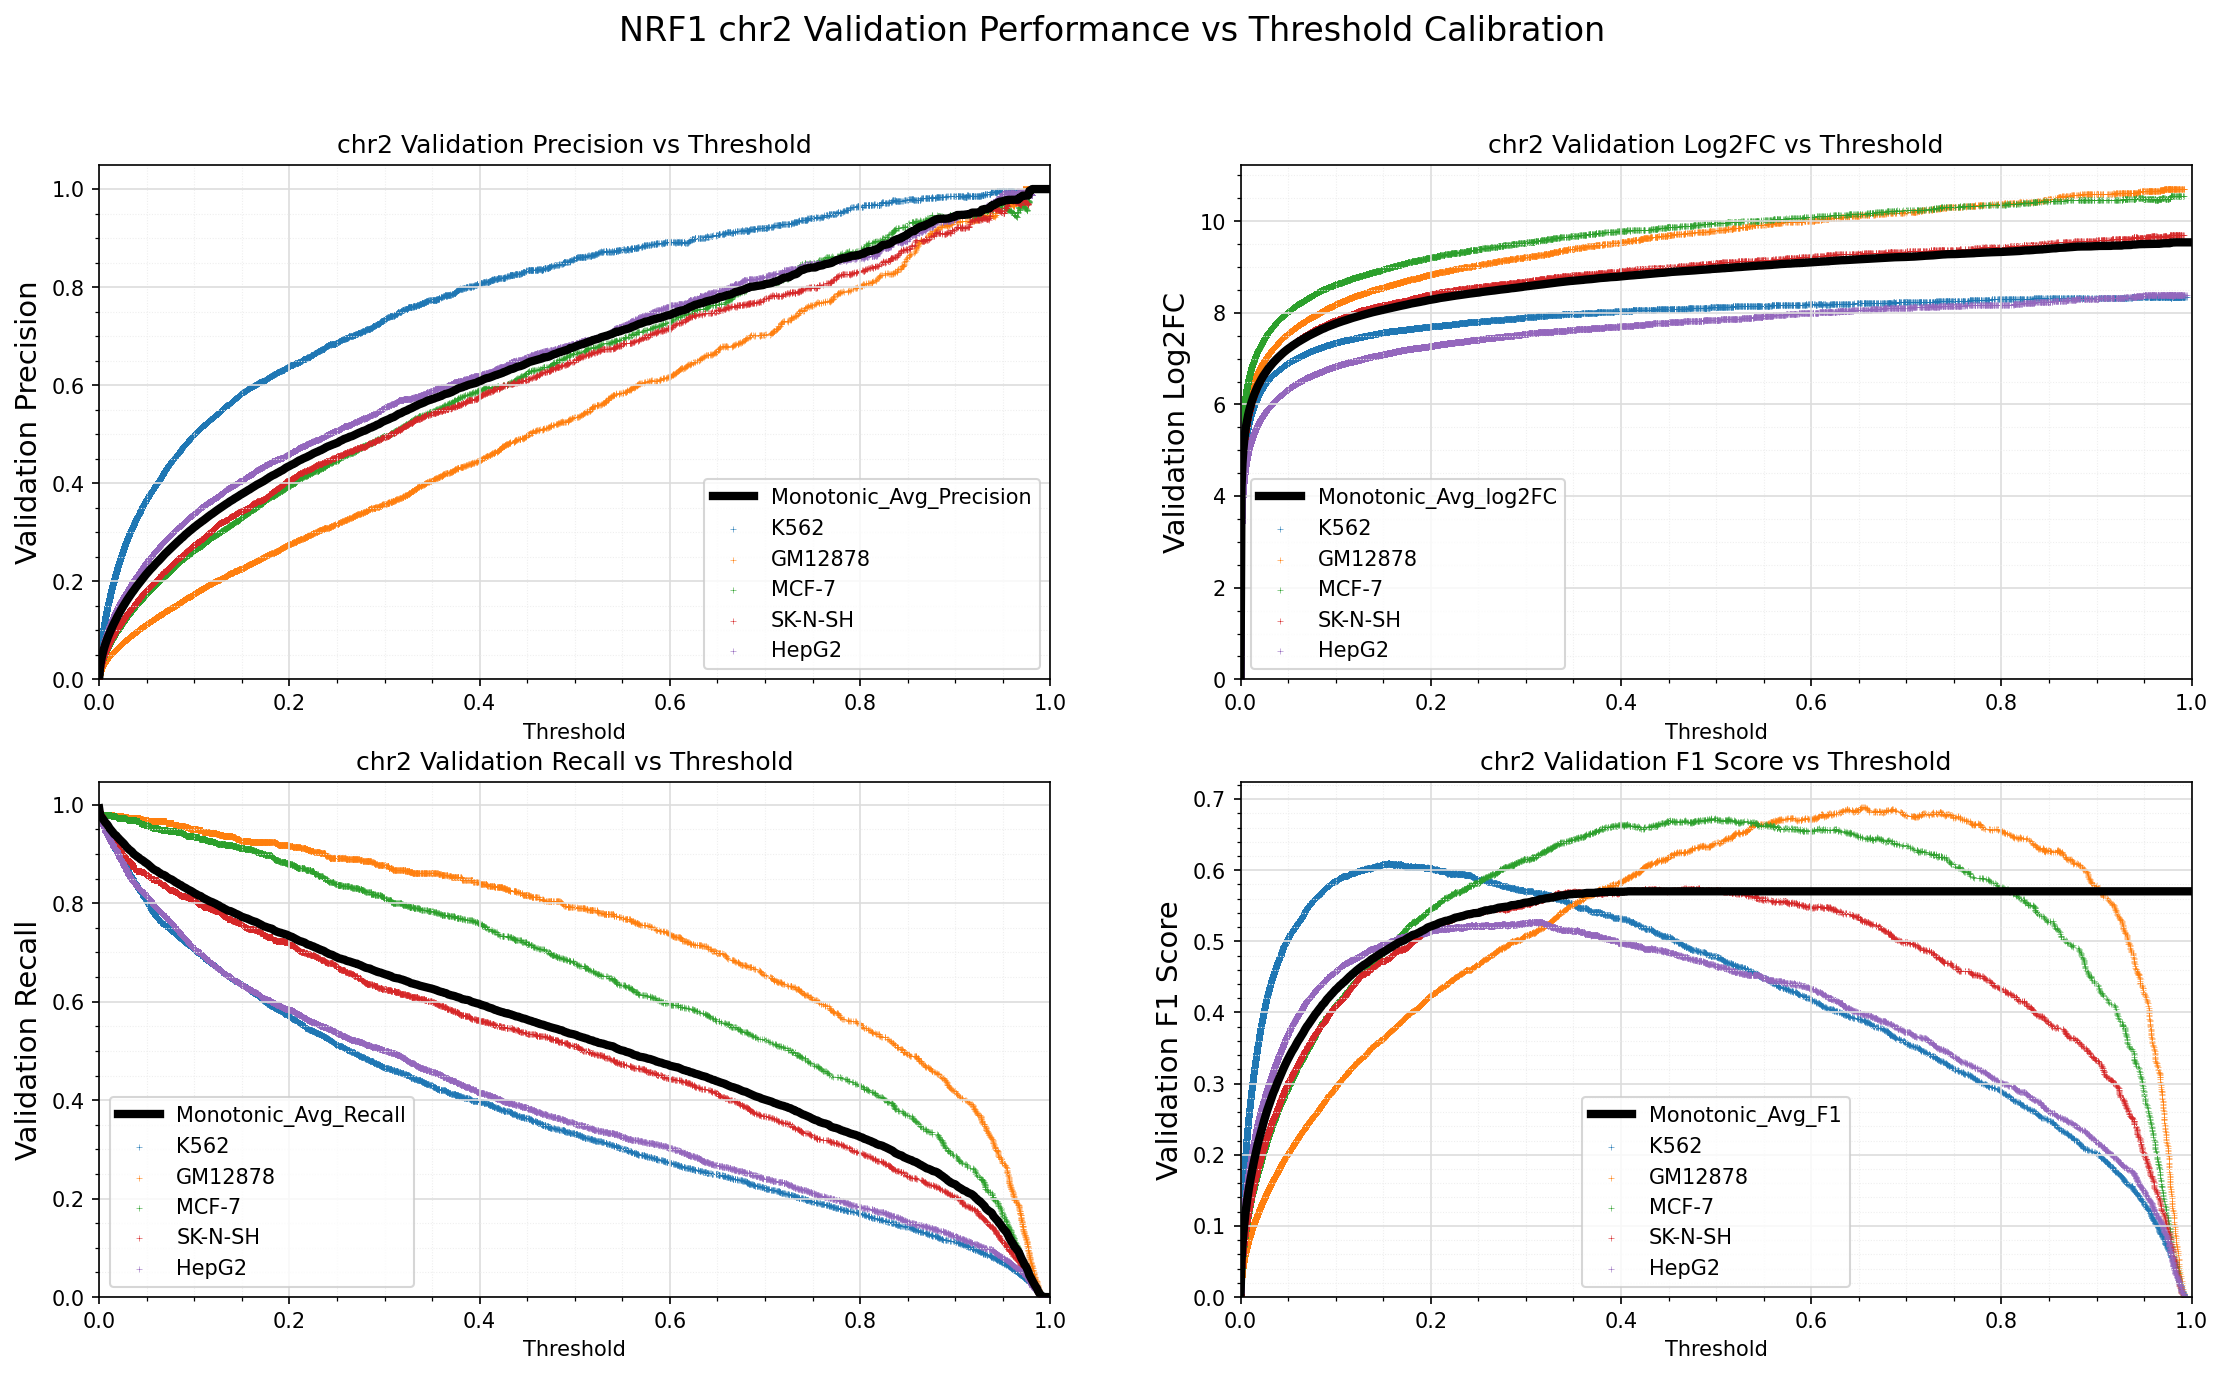 NRF1 chr2 Validation Performance vs Threshold Calibration
chr2 Validation Precision vs Threshold
Validation Precision
1.0
0.8
0.6
0.4
0.2
0.0
Monotonic_Avg_Precision
K562
GM12878
MCF-7
SK-N-SH
HepG2
0.0 0.2 0.4 0.6 0.8 1.0
Threshold
chr2 Validation Log2FC vs Threshold
Validation Log2FC
10
8
6
4
2
0
Monotonic_Avg_log2FC
K562
GM12878
MCF-7
SK-N-SH
HepG2
0.0 0.2 0.4 0.6 0.8 1.0
Threshold
chr2 Validation Recall vs Threshold
Validation Recall
1.0
0.8
0.6
0.4
0.2
0.0
Monotonic_Avg_Recall
K562
GM12878
MCF-7
SK-N-SH
HepG2
0.0 0.2 0.4 0.6 0.8 1.0
Threshold
chr2 Validation F1 Score vs Threshold
Validation F1 Score
0.7
0.6
0.5
0.4
0.3
0.2
0.1
0.0
Monotonic_Avg_F1
K562
GM12878
MCF-7
SK-N-SH
HepG2
0.0 0.2 0.4 0.6 0.8 1.0
Threshold